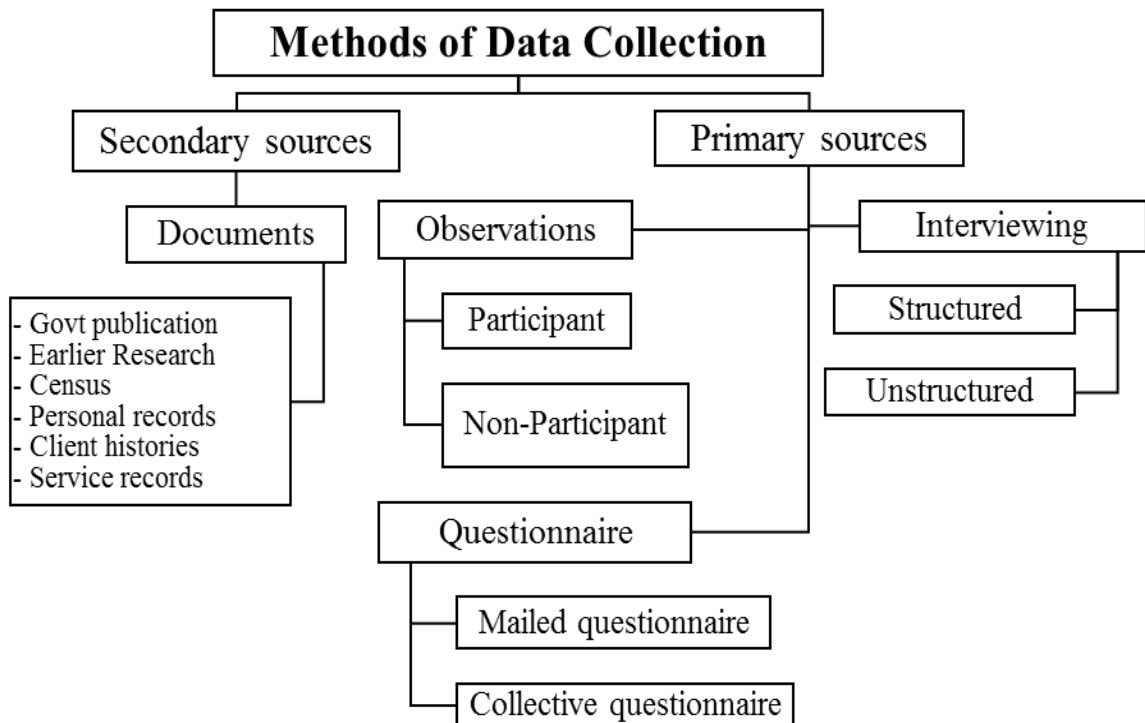 Methods of Data Collection
Secondary sources
Primary sources
Documents
Observations
Interviewing
- Govt publication
- Earlier Research
- Census
- Personal records
- Client histories
- Service records
Participant
Non-Participant
Structured
Unstructured
Questionnaire
Mailed questionnaire
Collective questionnaire